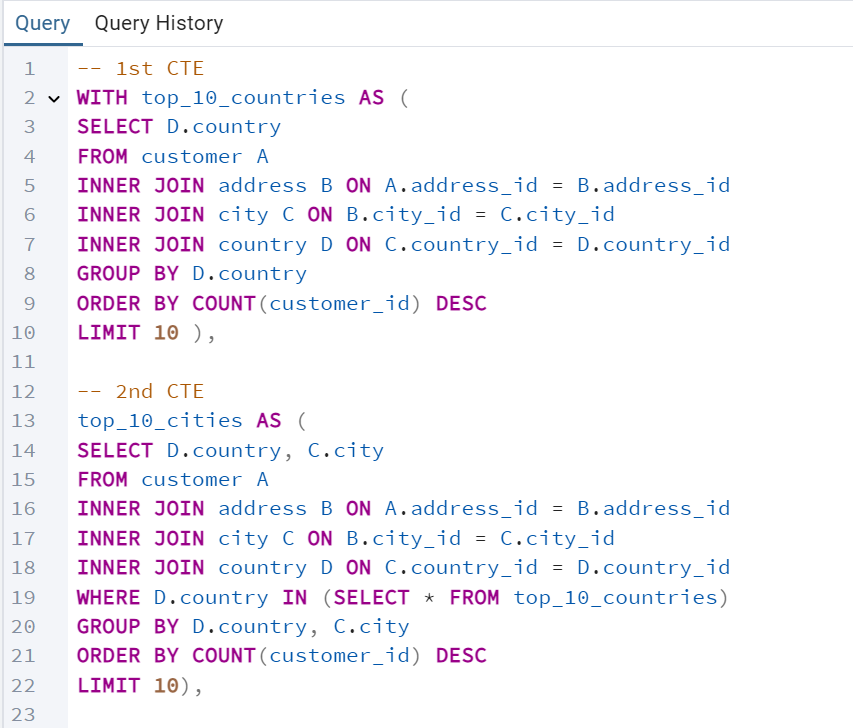 Query Query History
1 -- 1st CTE
2 WITH top_10_countries AS (
3 SELECT D.country
4 FROM customer A
5 INNER JOIN address B ON A.address_id = B.address_id
6 INNER JOIN city C ON B.city_id = C.city_id
7 INNER JOIN country D ON C.country_id = D.country_id
8 GROUP BY D.country
9 ORDER BY COUNT(customer_id) DESC
10 LIMIT 10 ),
11
12 -- 2nd CTE
13 top_10_cities AS (
14 SELECT D.country, C.city
15 FROM customer A
16 INNER JOIN address B ON A.address_id = B.address_id
17 INNER JOIN city C ON B.city_id = C.city_id
18 INNER JOIN country D ON C.country_id = D.country_id
19 WHERE D.country IN (SELECT * FROM top_10_countries)
20 GROUP BY D.country, C.city
21 ORDER BY COUNT(customer_id) DESC
22 LIMIT 10),
23